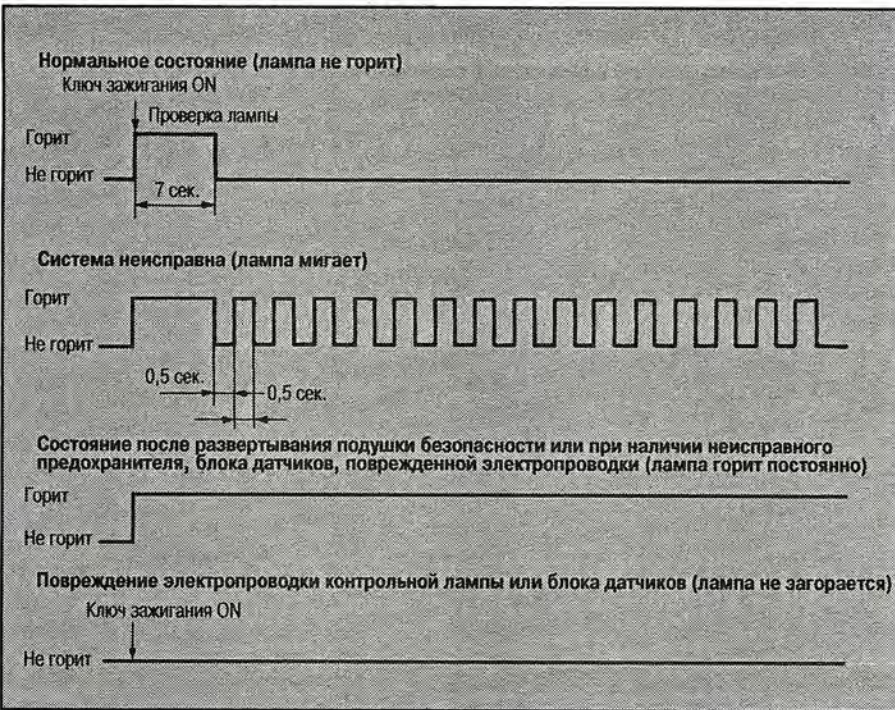 Нормальное состояние (лампа не горит)
Ключ зажигания ON
Проверка лампы
Горит
Не горит
7 сек.
Система неисправна (лампа мигает)
Горит
Не горит
0,5 сек.
0,5 сек.
Состояние после развертывания подушки безопасности или при наличии неисправного
предохранителя, блока датчиков, поврежденной электропроводки (лампа горит постоянно)
Горит
Не горит
Повреждение электропроводки контрольной лампы или блока датчиков (лампа не загорается)
Ключ зажигания ON
Не горит